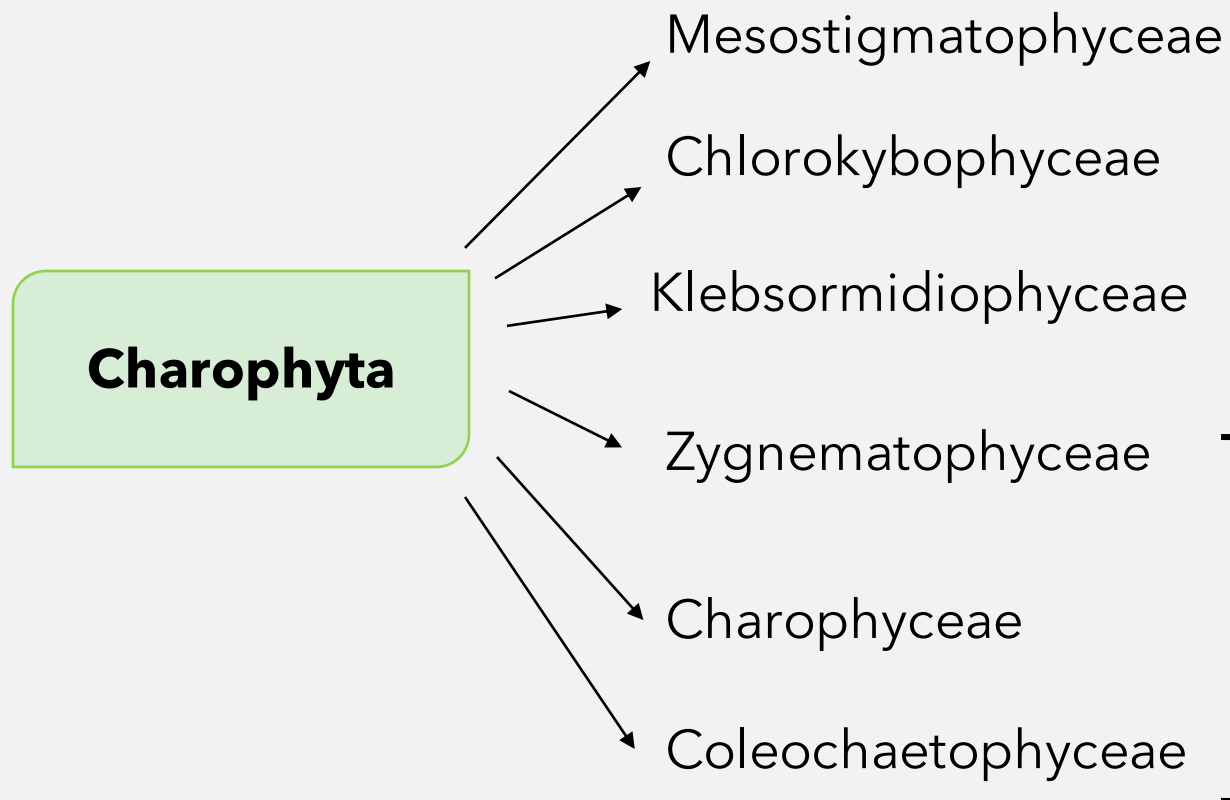 Mesostigmatophyceae
Chlorokybophyceae
Klebsormidiophyceae
Charophyta
Zygnematophyceae
Charophyceae
Coleochaetophyceae